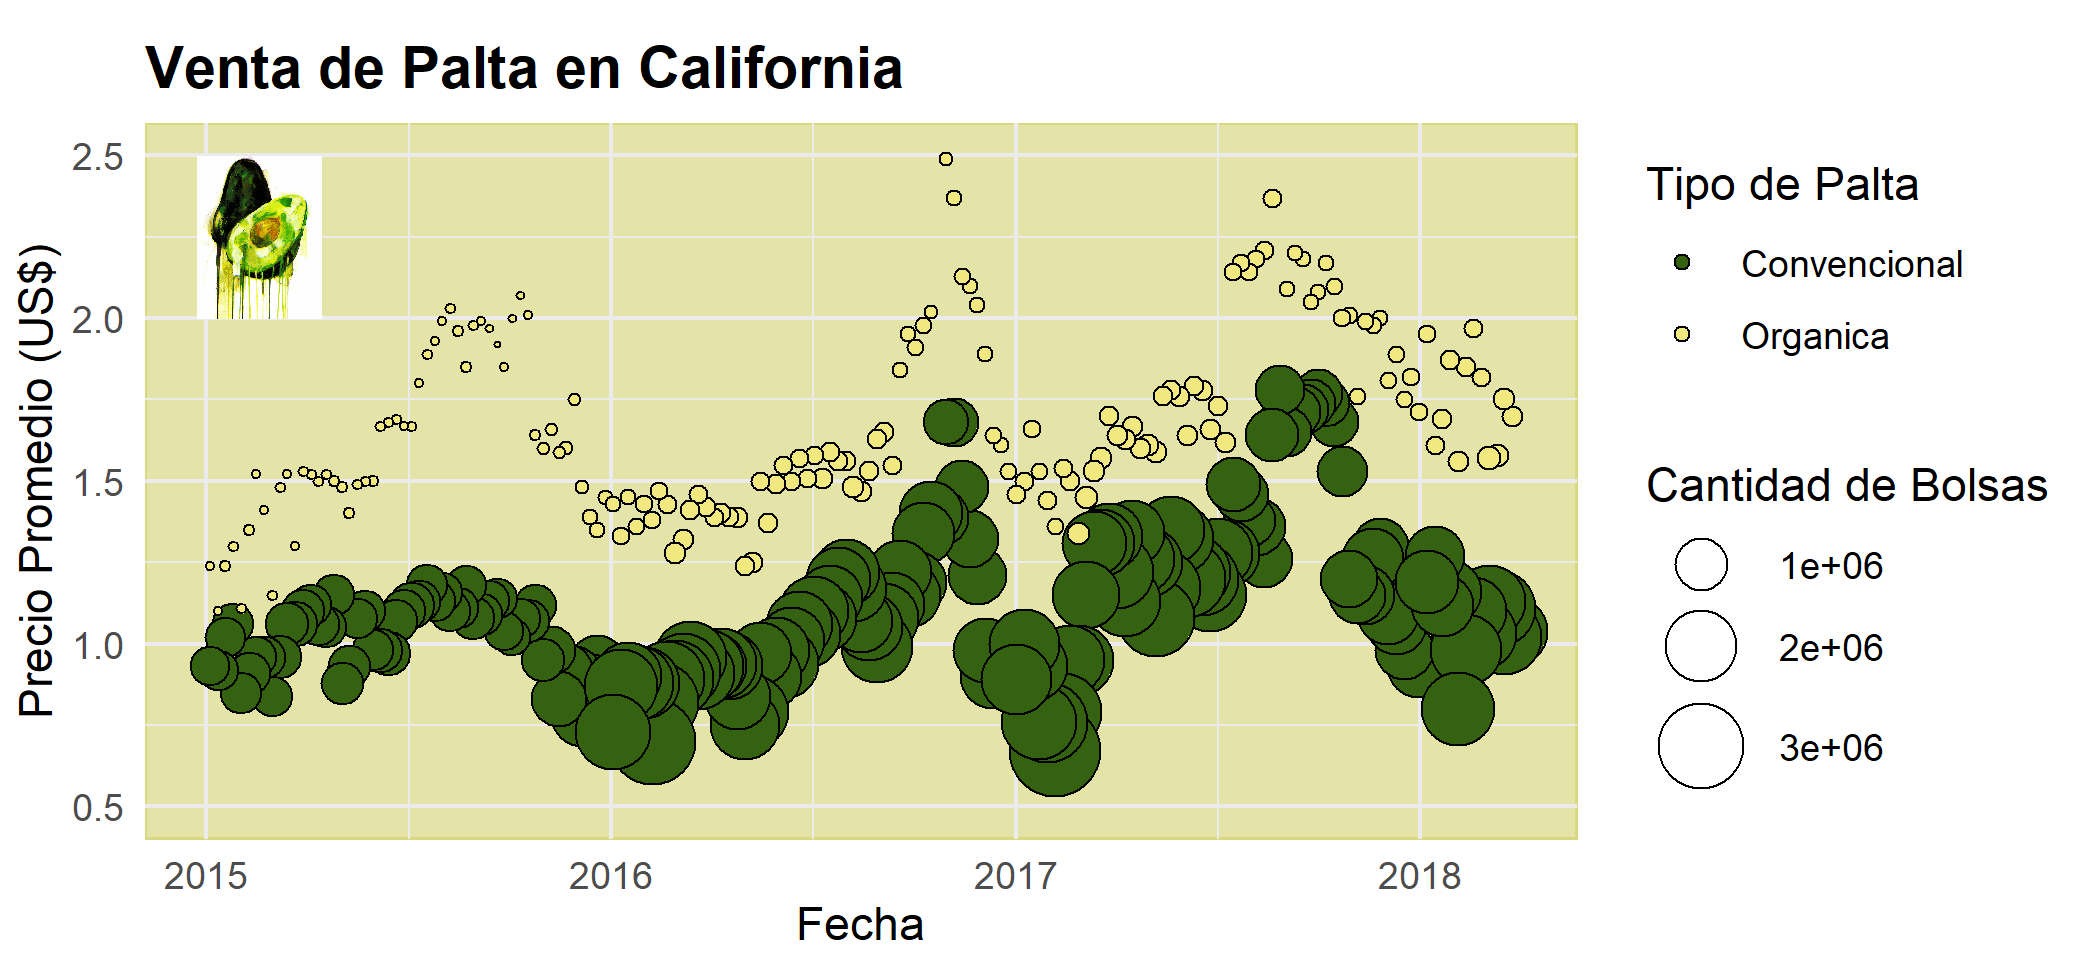 Venta de Palta en California
Precio Promedio (US$)
2.5
2.0
1.5
1.0
0.5
2015
2016
2017
2018
Fecha
Tipo de Palta
Convencional
Organica
Cantidad de Bolsas
1e+06
2e+06
3e+06